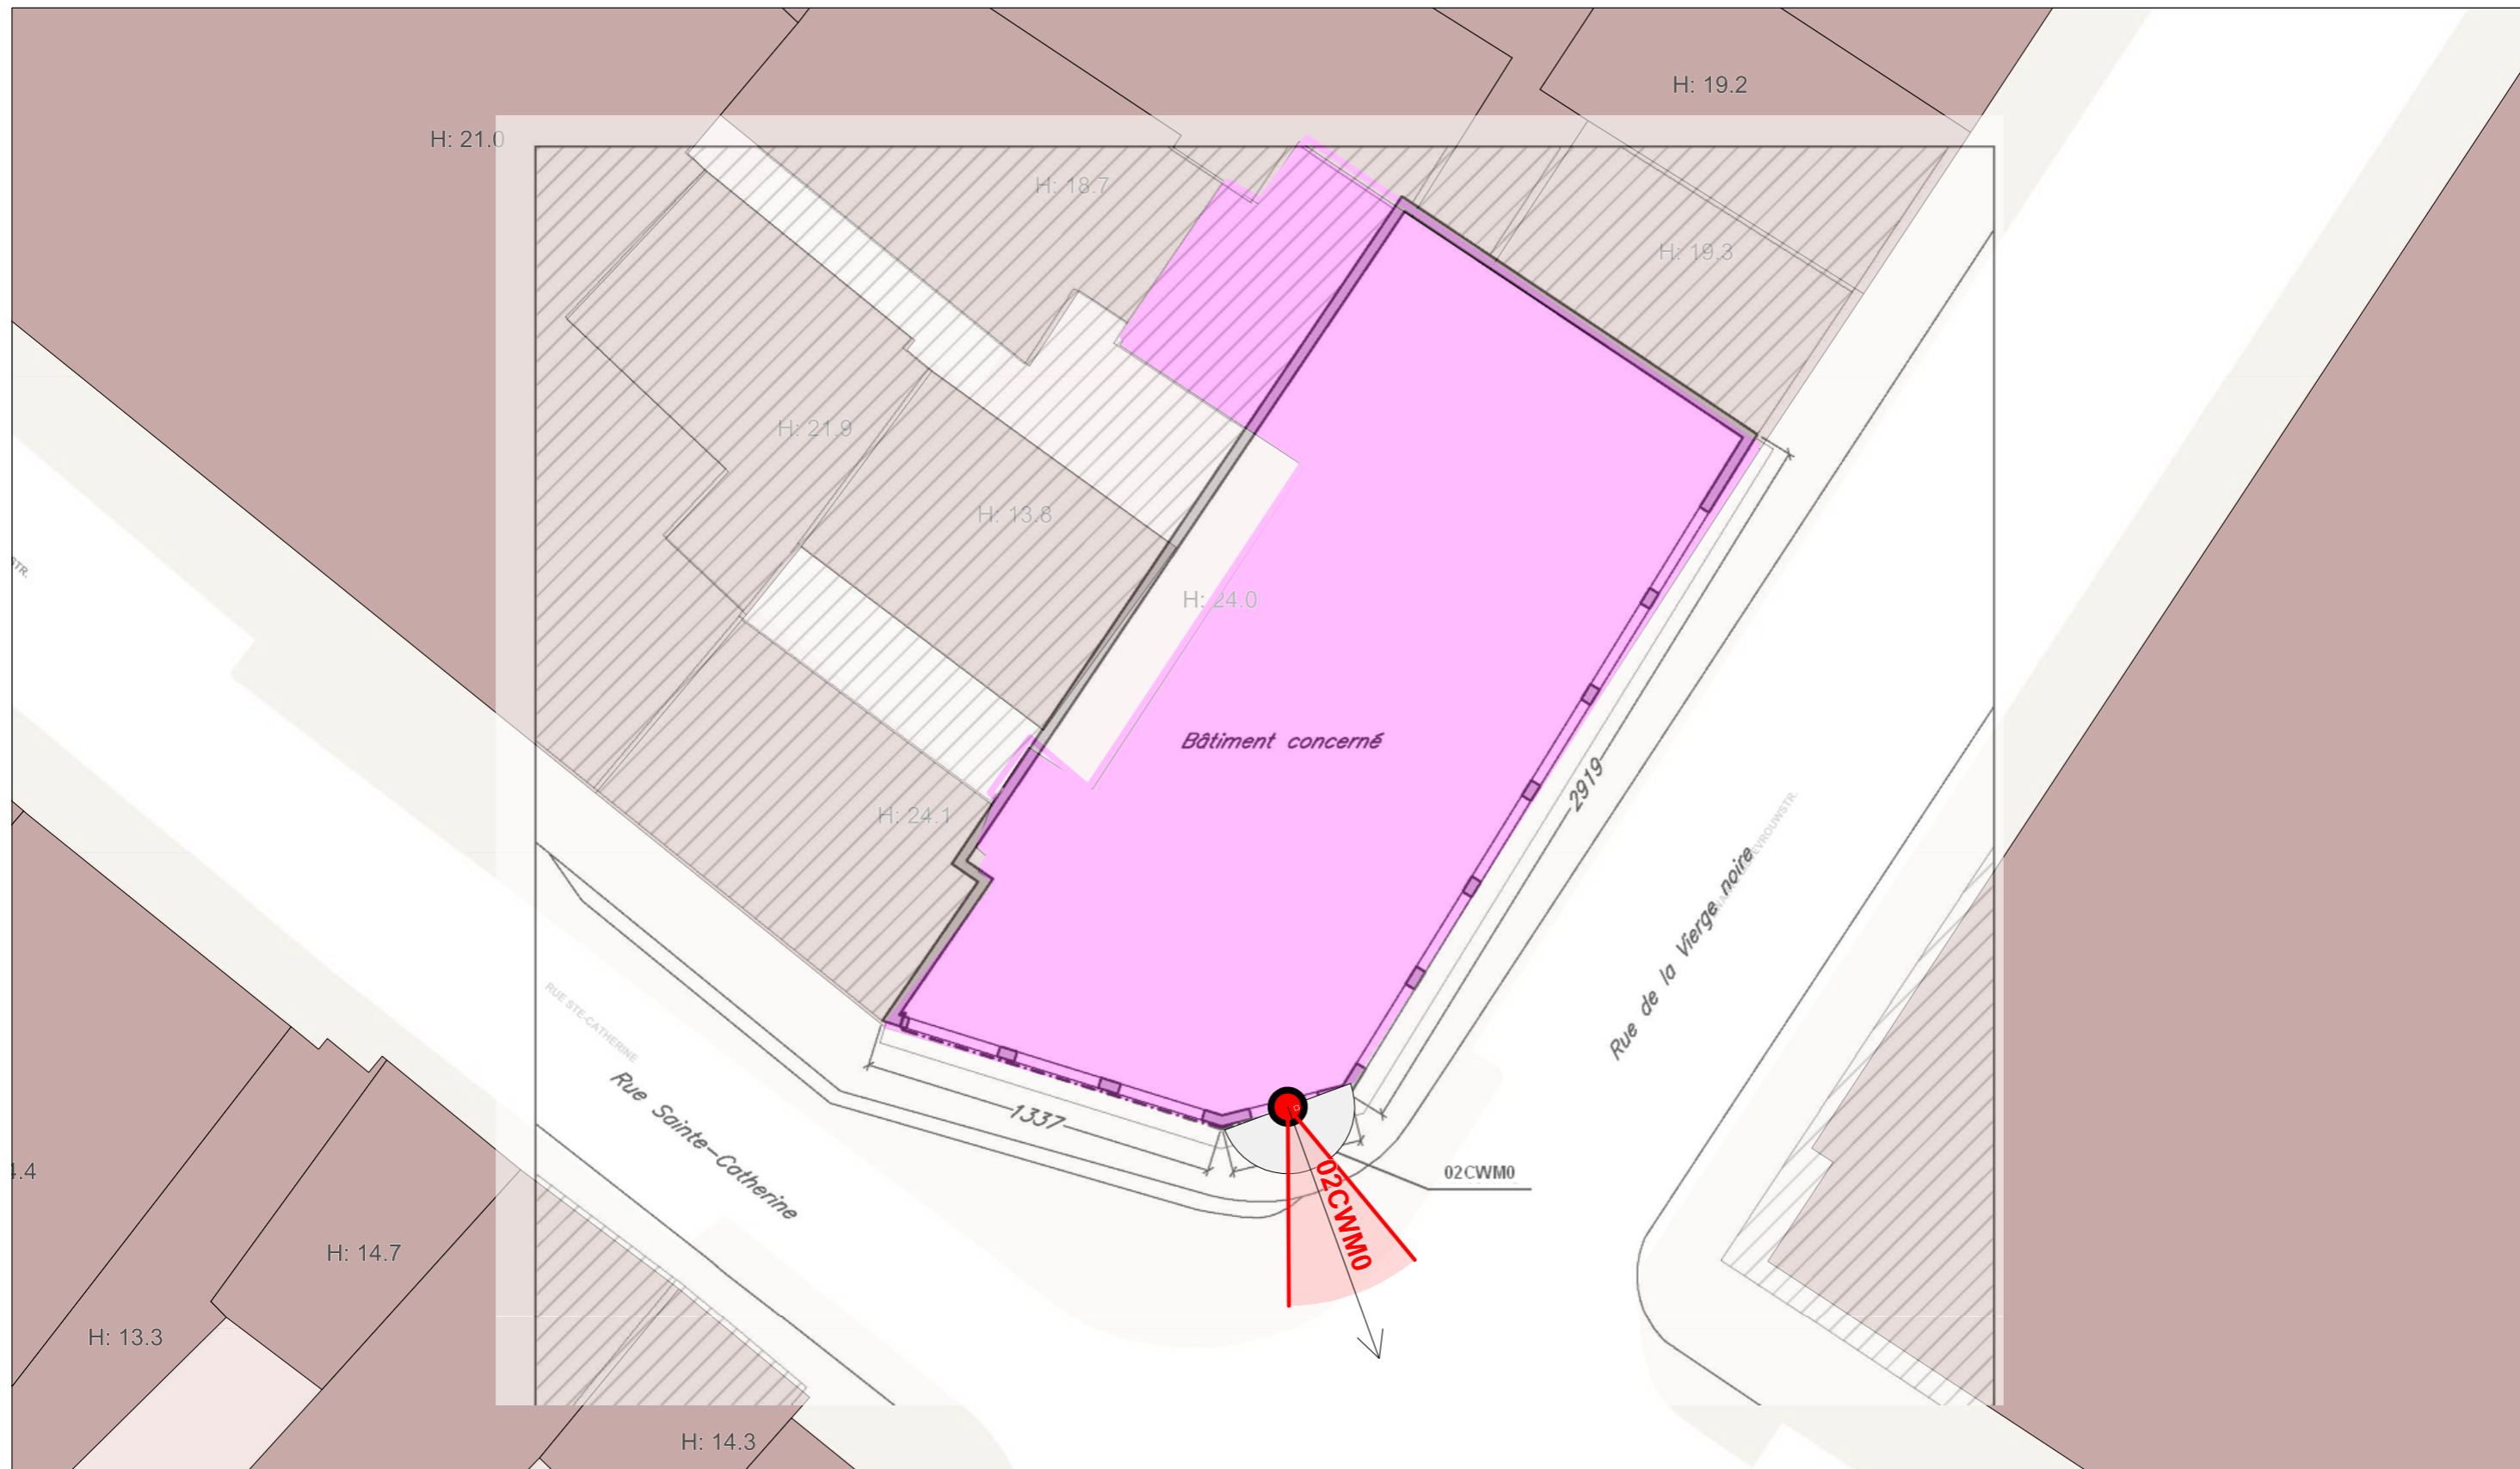 H: 19.2
H: 21.0
H: 18.7
H: 19.3
H: 21.9
H: 13.8
STR.
H: 24.0
Bâtiment concerné
2919
H: 24.1
Rue de la Vierge noire
RUE STE-CATHERINE
Rue Sainte-Catherine
1337
02CWM0
02CWM0
H: 14.7
H: 13.3
H: 14.3